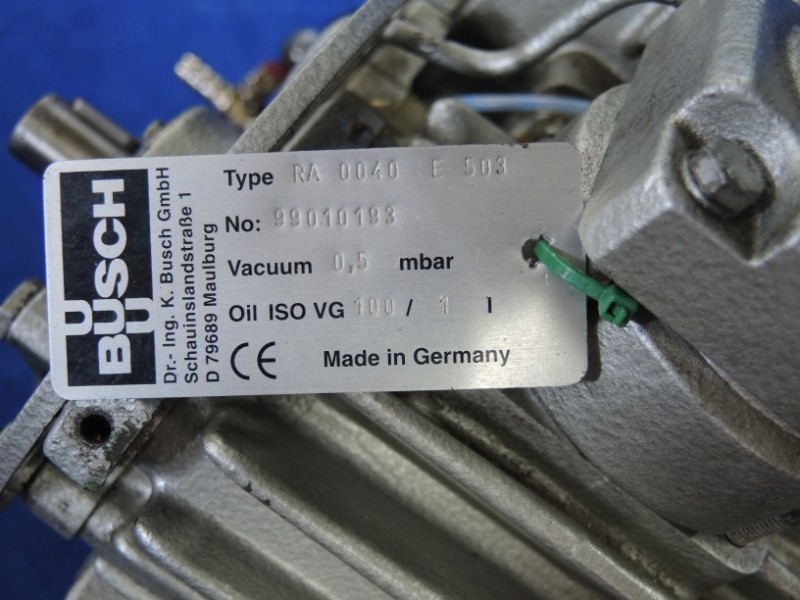 BUSCH
Dr.- Ing. K. Busch GmbH
Schauinslandstraße 1
D 79689 Maulburg
Type RA 0040 E 503
No: 99010193
Vacuum 0,5 mbar
Oil ISO VG 100 / 1 l
CE Made in Germany